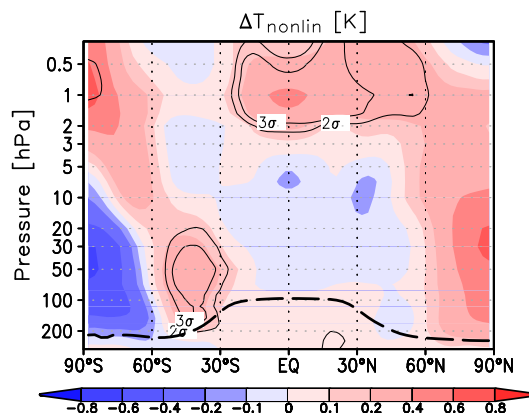 ΔT_nonlin [K]
Pressure [hPa]
0.5
1
2
3
5
10
20
30
50
100
200
3σ
2σ
3σ
2σ
90°S 60°S 30°S EQ 30°N 60°N 90°N
-0.8 -0.6 -0.4 -0.2 -0.1 0 0.1 0.2 0.4 0.6 0.8